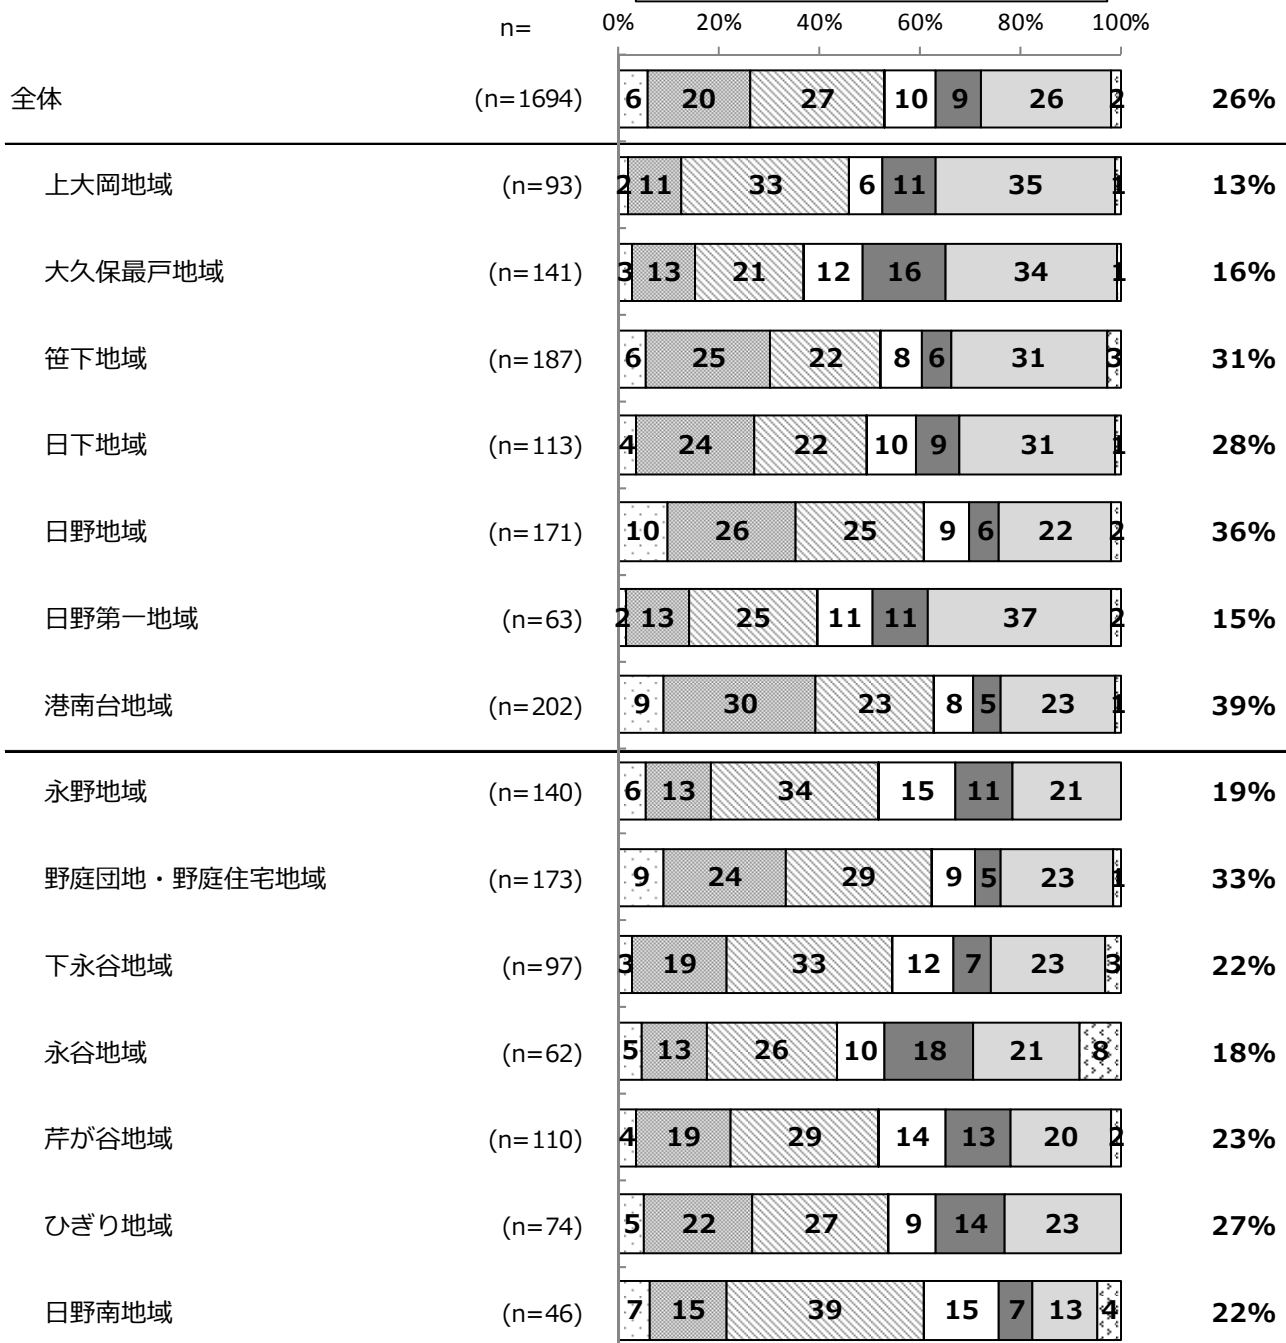 n= 0% 20% 40% 60% 80% 100%
全体 (n=1694) 6 20 27 10 9 26 2 26%
上大岡地域 (n=93) 2 11 33 6 11 35 1 13%
大久保最戸地域 (n=141) 3 13 21 12 16 34 1 16%
笹下地域 (n=187) 6 25 22 8 6 31 3 31%
日下地域 (n=113) 4 24 22 10 9 31 1 28%
日野地域 (n=171) 10 26 25 9 6 22 2 36%
日野第一地域 (n=63) 2 13 25 11 11 37 2 15%
港南台地域 (n=202) 9 30 23 8 5 23 1 39%
永野地域 (n=140) 6 13 34 15 11 21 19%
野庭団地・野庭住宅地域 (n=173) 9 24 29 9 5 23 1 33%
下永谷地域 (n=97) 3 19 33 12 7 23 3 22%
永谷地域 (n=62) 5 13 26 10 18 21 8 18%
芹が谷地域 (n=110) 4 19 29 14 13 20 2 23%
ひぎり地域 (n=74) 5 22 27 9 14 23 27%
日野南地域 (n=46) 7 15 39 15 7 13 4 22%